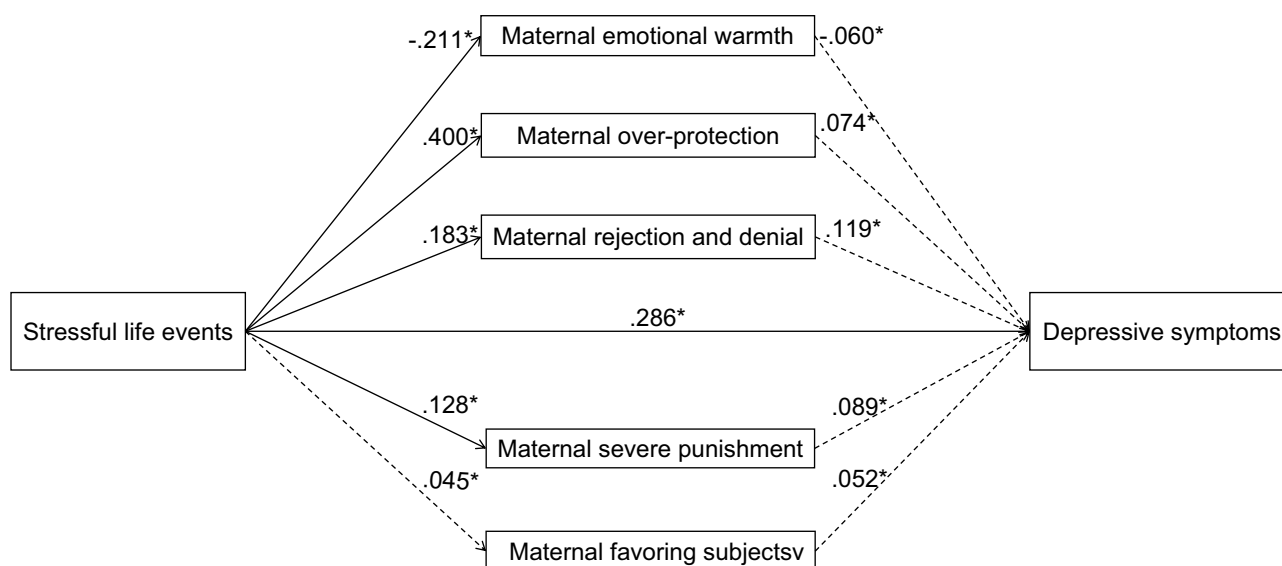 -.211*
Maternal emotional warmth
-.060*
.400*
Maternal over-protection
.074*
.183*
Maternal rejection and denial
.119*
Stressful life events
.286*
Depressive symptoms
.128*
Maternal severe punishment
.089*
.045*
Maternal favoring subjectsv
.052*